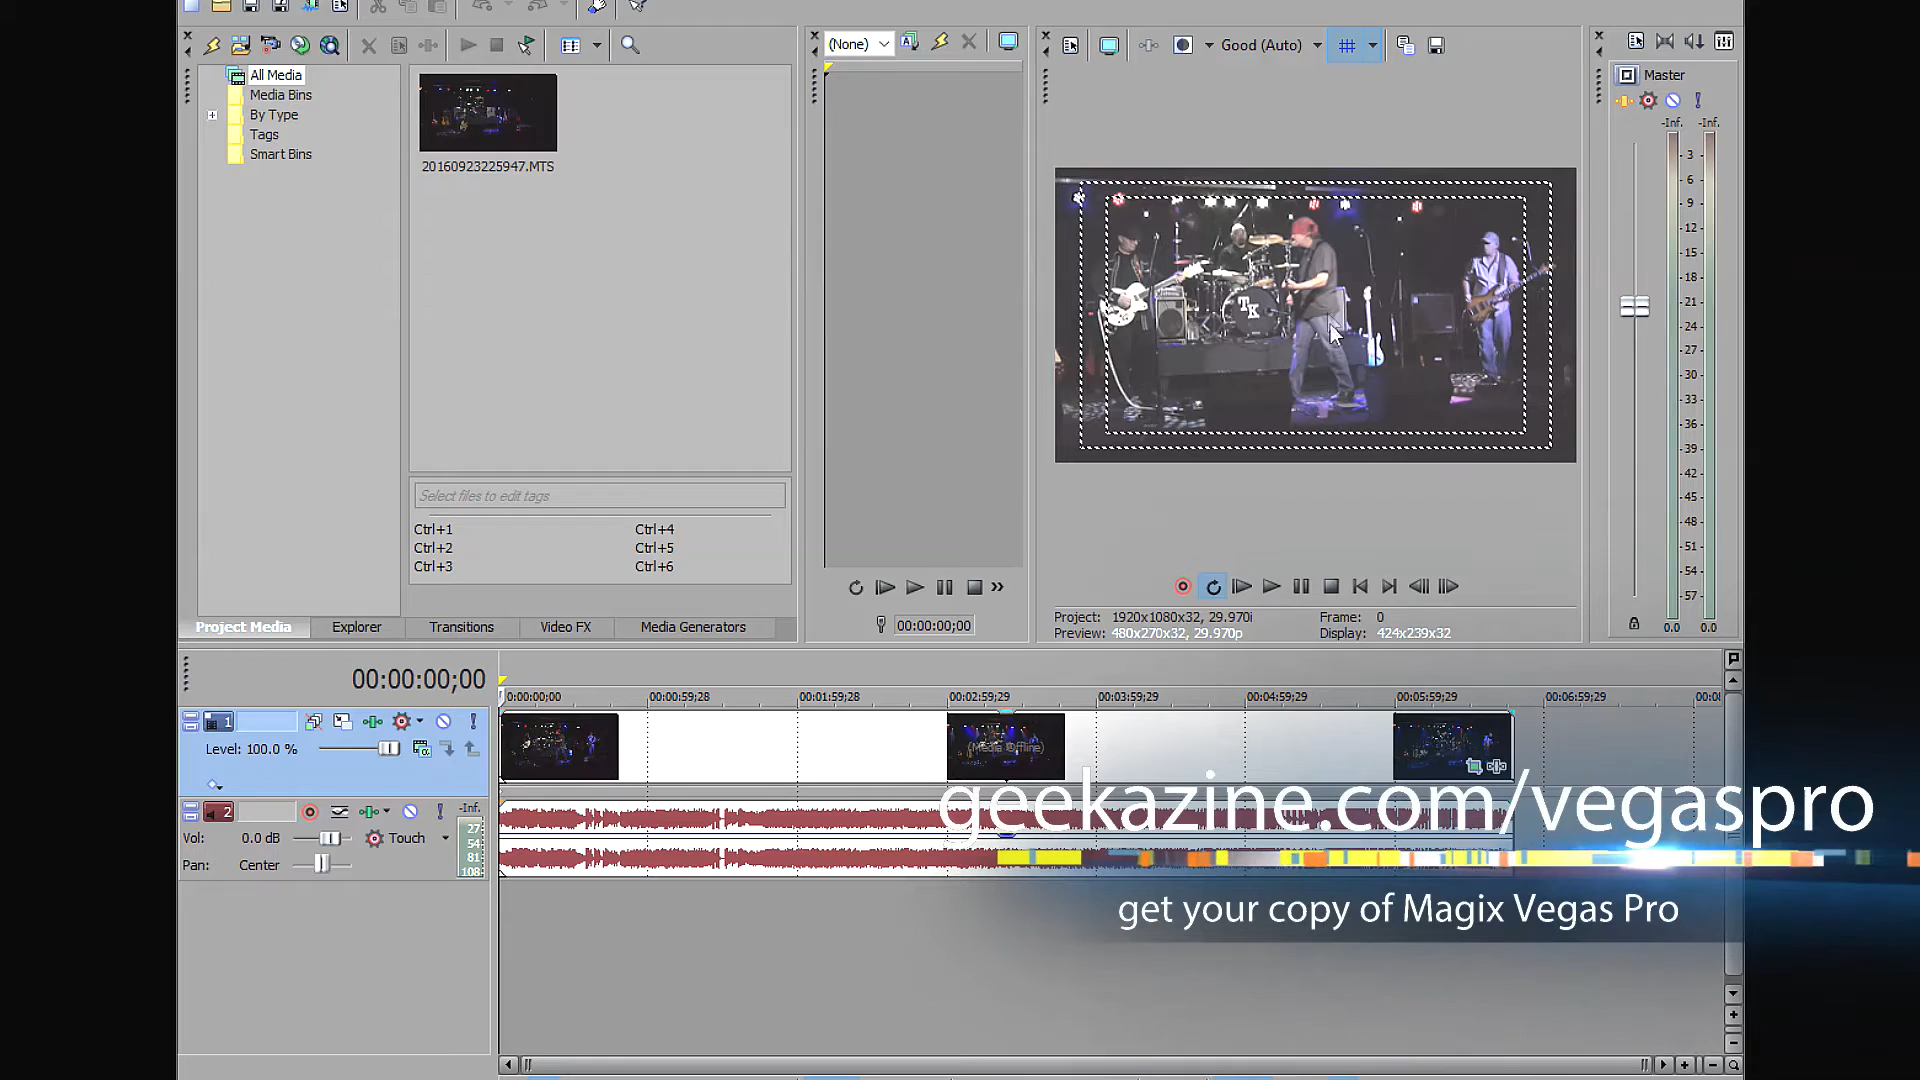 (None)
Good (Auto)
All Media
Media Bins
By Type
Tags
Smart Bins
20160923225947.MTS
Master
-Inf. -Inf.
3
6
9
12
15
18
21
24
27
30
33
36
39
42
45
48
51
54
57
0.0 0.0
TK
Select files to edit tags
Ctrl+1 Ctrl+4
Ctrl+2 Ctrl+5
Ctrl+3 Ctrl+6
Project Media Explorer Transitions Video FX Media Generators
00:00:00;00
Project: 1920x1080x32, 29.970i Frame: 0
Preview: 480x270x32, 29.970p Display: 424x239x32
00:00:00;00
0:00:00;00 00:00:59;28 00:01:59;28 00:02:59;29 00:03:59;29 00:04:59;29 00:05:59;29 00:06:59;29
1
Level: 100.0 %
(Media Offline)
2
-Inf.
Vol: 0.0 dB Touch
Pan: Center
27
54
81
108
geekazine.com/vegaspro
get your copy of Magix Vegas Pro